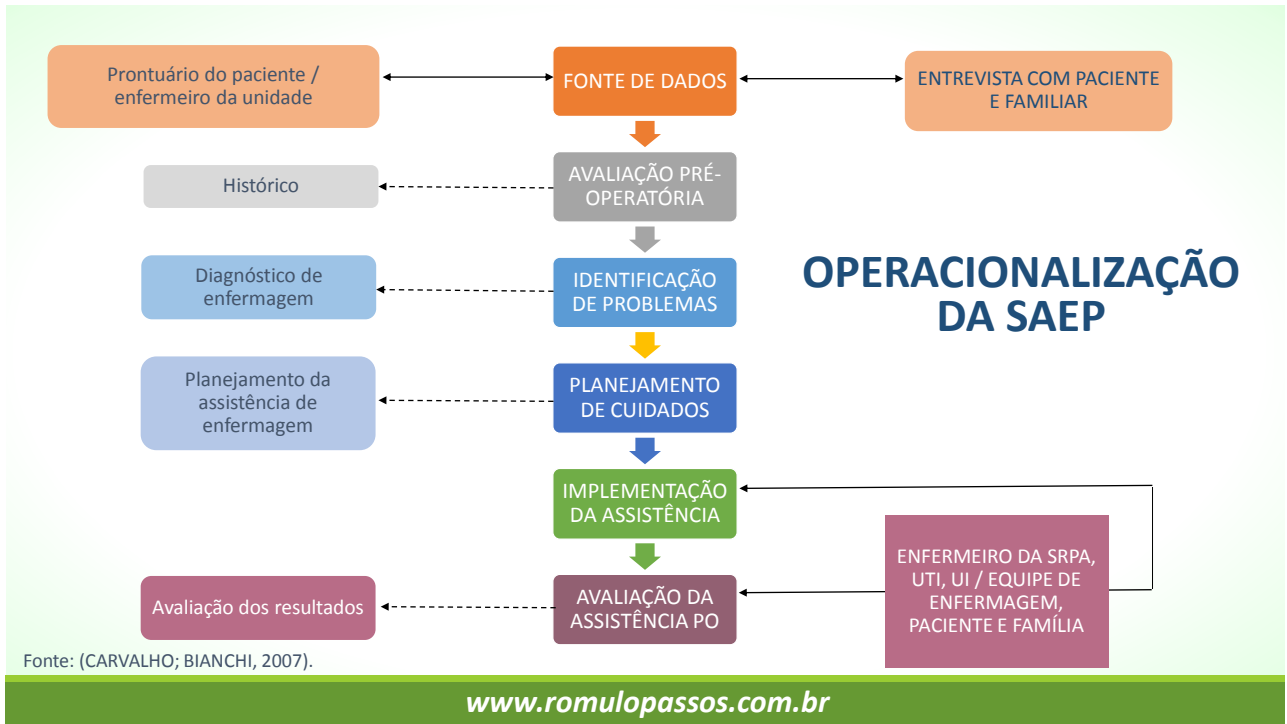 Prontuário do paciente /
enfermeiro da unidade
FONTE DE DADOS
ENTREVISTA COM PACIENTE
E FAMILIAR
Histórico
AVALIAÇÃO PRÉ-
OPERATÓRIA
Diagnóstico de
enfermagem
IDENTIFICAÇÃO
DE PROBLEMAS
OPERACIONALIZAÇÃO
DA SAEP
Planejamento da
assistência de
enfermagem
PLANEJAMENTO
DE CUIDADOS
IMPLEMENTAÇÃO
DA ASSISTÊNCIA
ENFERMEIRO DA SRPA,
UTI, UI / EQUIPE DE
ENFERMAGEM,
PACIENTE E FAMÍLIA
Avaliação dos resultados
AVALIAÇÃO DA
ASSISTÊNCIA PO
Fonte: (CARVALHO; BIANCHI, 2007).
www.romulopassos.com.br